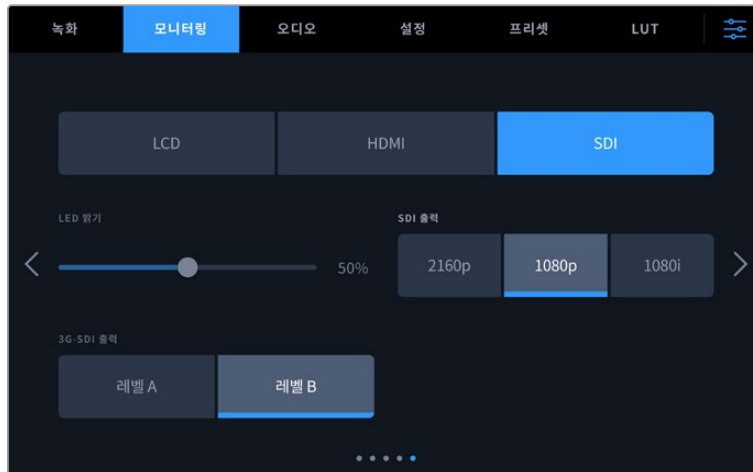 녹화 모니터링 오디오 설정 프리셋 LUT
LCD HDMI SDI
LED 밝기 SDI 출력
50% 2160p 1080p 1080i
3G-SDI 출력
레벨 A 레벨 B